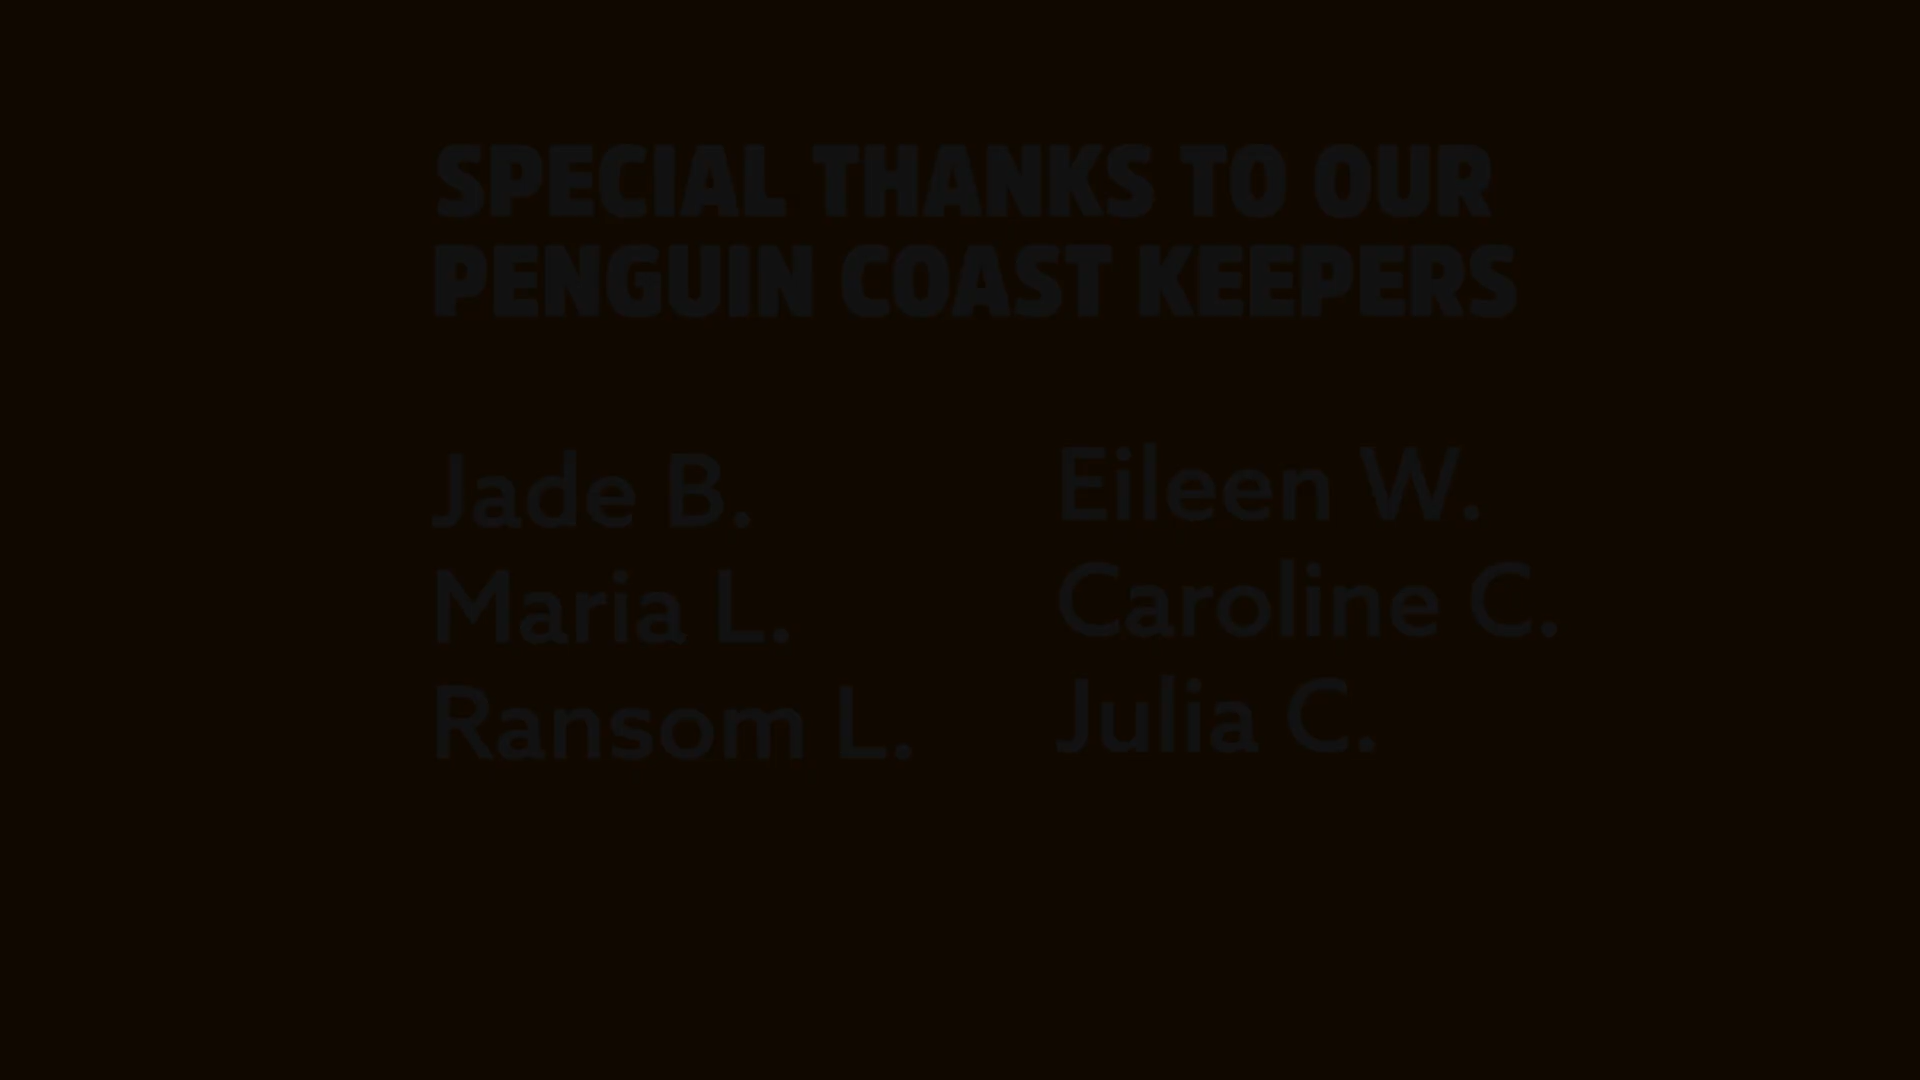 SPECIAL THANKS TO OUR
PENGUIN COAST KEEPERS
Jade B.
Maria L.
Ransom L.
Eileen W.
Caroline C.
Julia C.